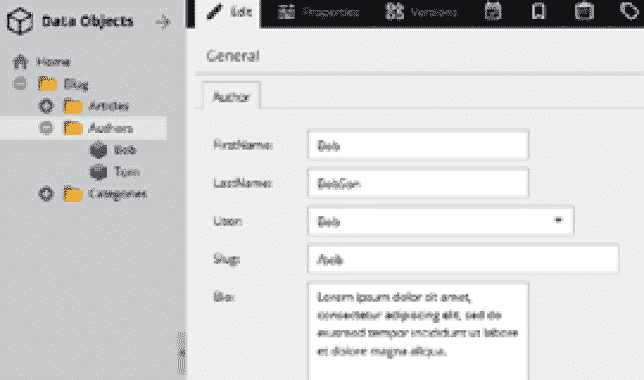 Data Objects
Edit
Properties
Versions
Home
Blog
Articles
Authors
Bob
Tom
Categories
General
Author
FirstName:
Bob
LastName:
BobSon
User:
Bob
Slug:
/bob
Bio:
Lorem ipsum dolor sit amet,
consectetur adipiscing elit, sed do
eiusmod tempor incididunt ut labore
et dolore magna aliqua.